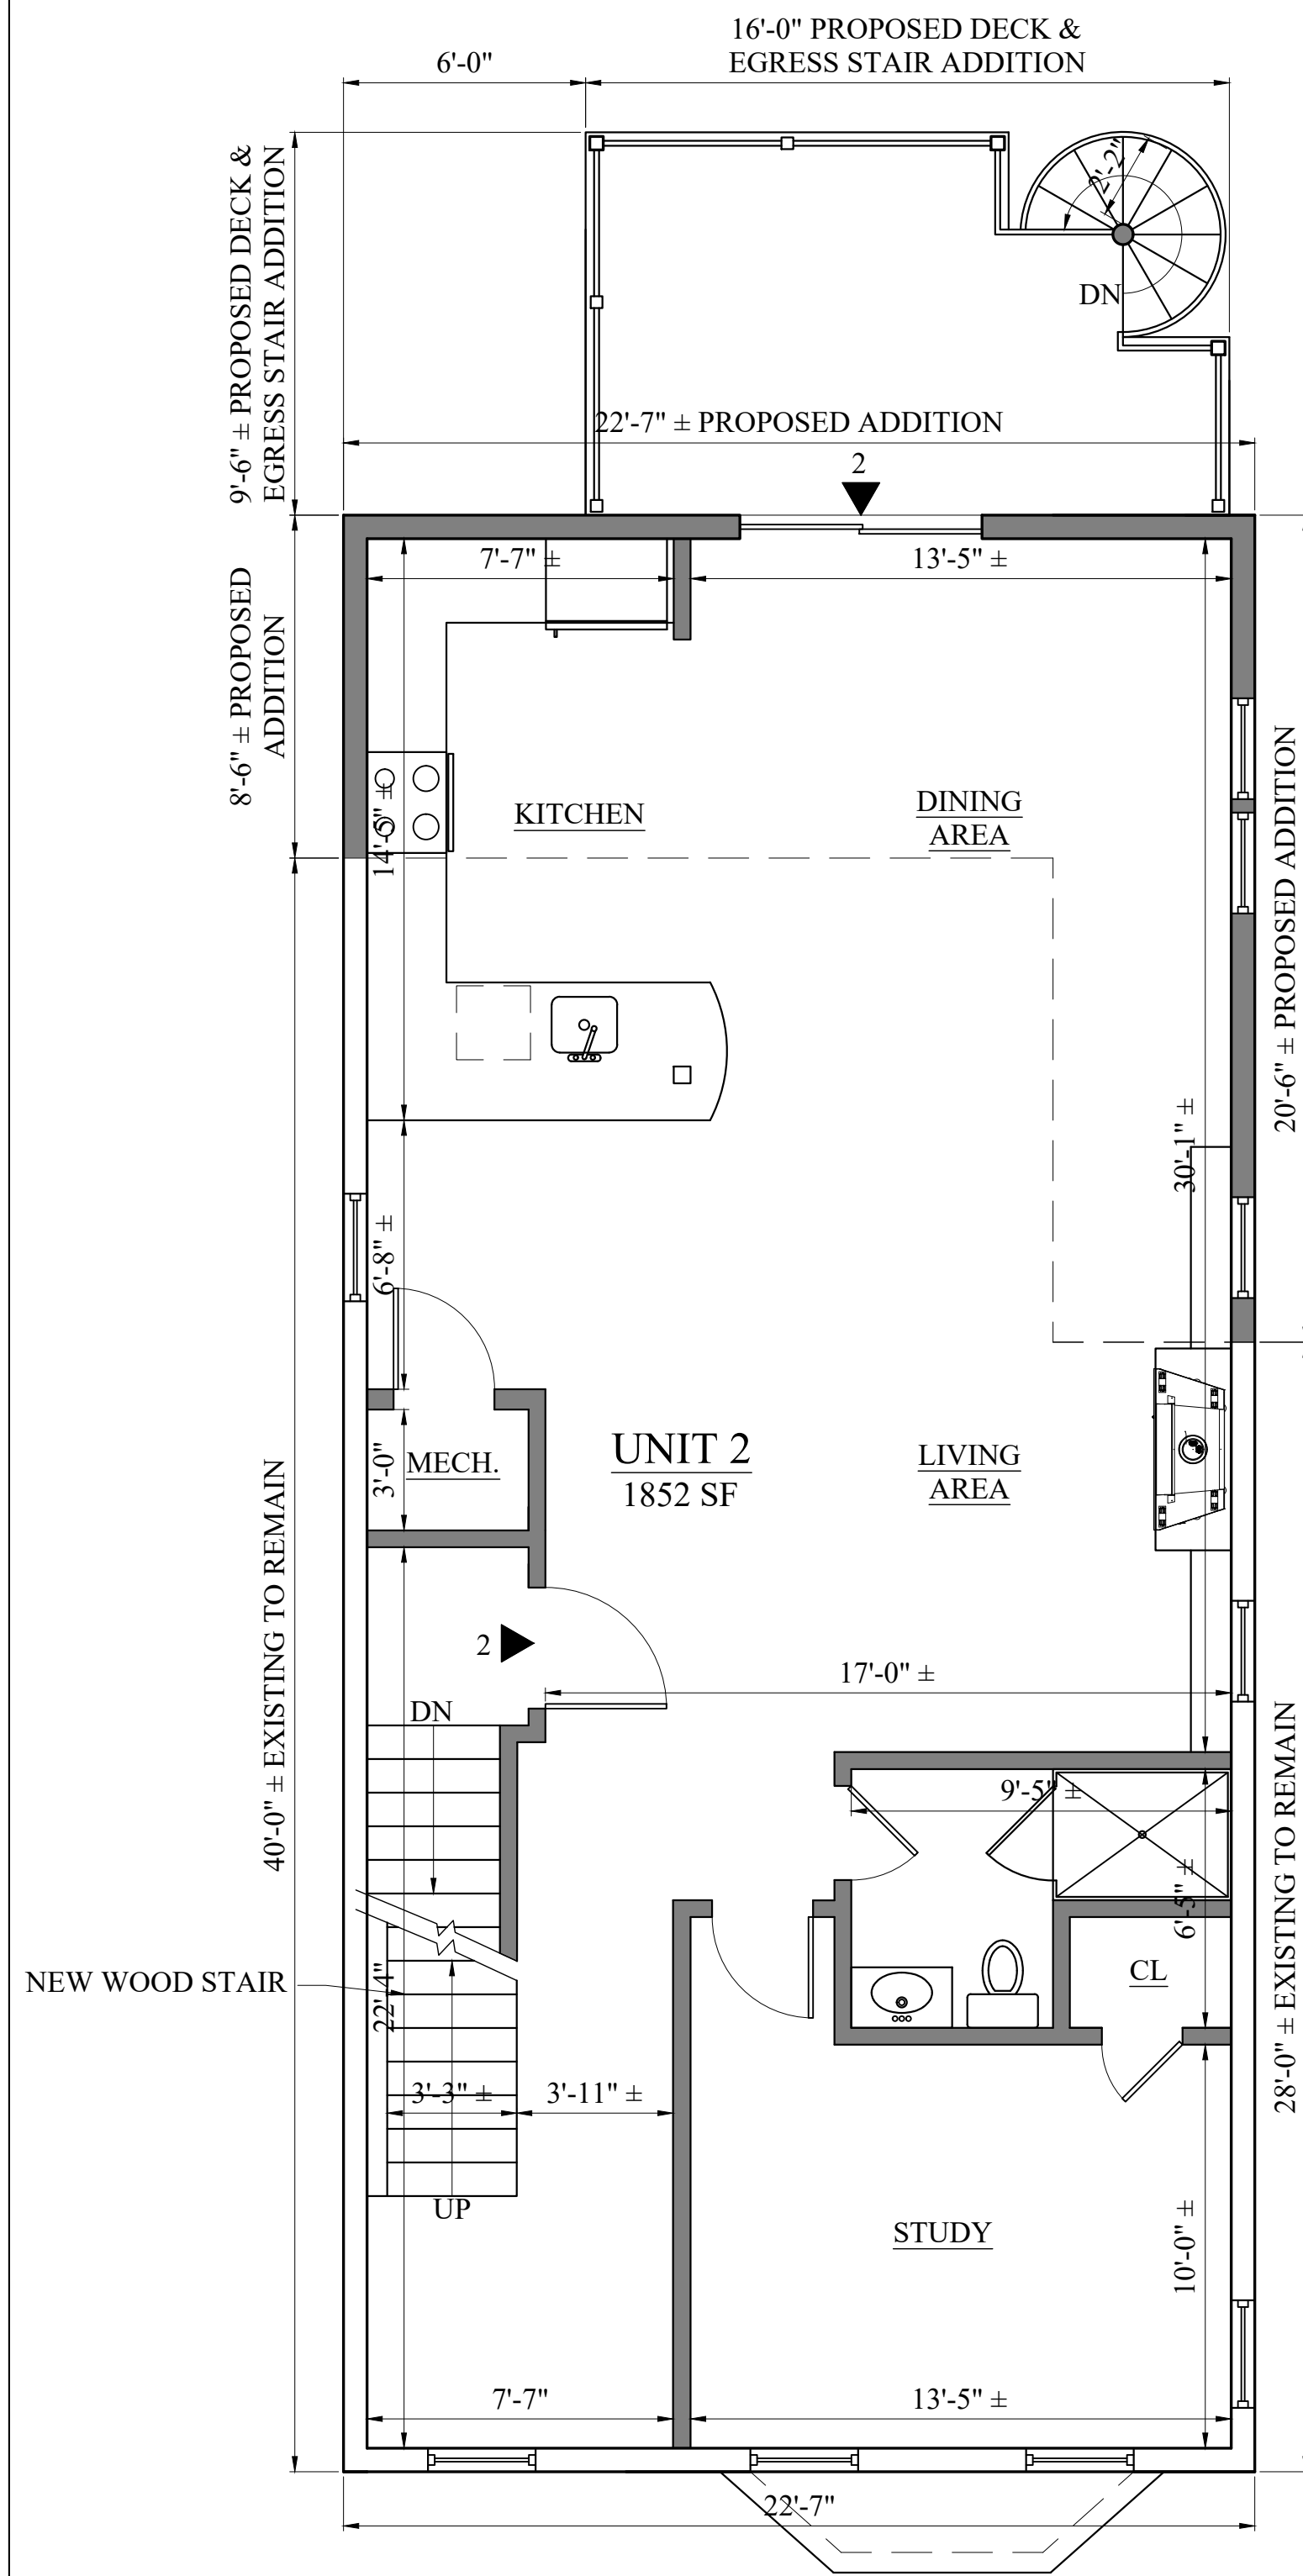 16'-0" PROPOSED DECK &
EGRESS STAIR ADDITION
6'-0"
9'-6" ± PROPOSED DECK &
EGRESS STAIR ADDITION
2'-2"
DN
22'-7" ± PROPOSED ADDITION
2
7'-7" ±
13'-5" ±
8'-6" ± PROPOSED
ADDITION
KITCHEN
DINING
AREA
14'-5" ±
20'-6" ± PROPOSED ADDITION
30'-1" ±
6'-8" ±
3'-0"
MECH.
UNIT 2
1852 SF
LIVING
AREA
40'-0" ± EXISTING TO REMAIN
2
17'-0" ±
DN
9'-5" ±
6'-5" ±
28'-0" ± EXISTING TO REMAIN
NEW WOOD STAIR
22'-4"
CL
3'-3" ±
3'-11" ±
UP
STUDY
10'-0" ±
7'-7"
13'-5" ±
22'-7"